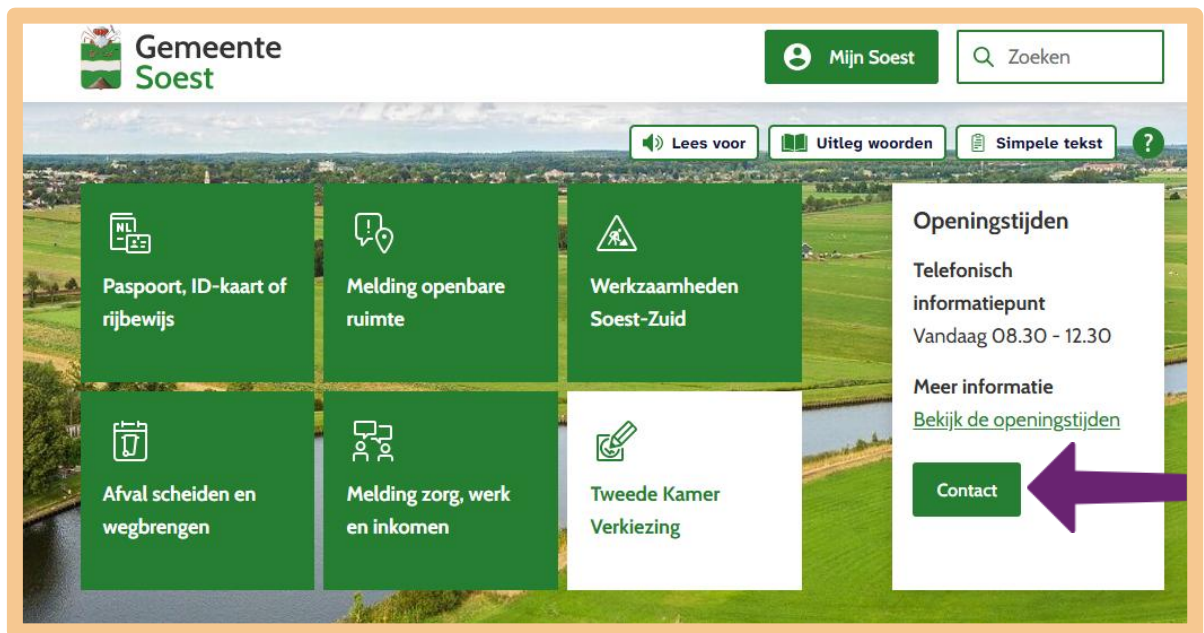 Gemeente
Soest
Mijn Soest
Zoeken
Lees voor
Uitleg woorden
Simpele tekst
?
NL
Paspoort, ID-kaart of
rijbewijs
Melding openbare
ruimte
Werkzaamheden
Soest-Zuid
Afval scheiden en
wegbrengen
Melding zorg, werk
en inkomen
Tweede Kamer
Verkiezing
Openingstijden
Telefonisch
informatiepunt
Vandaag 08.30 - 12.30
Meer informatie
Bekijk de openingstijden
Contact